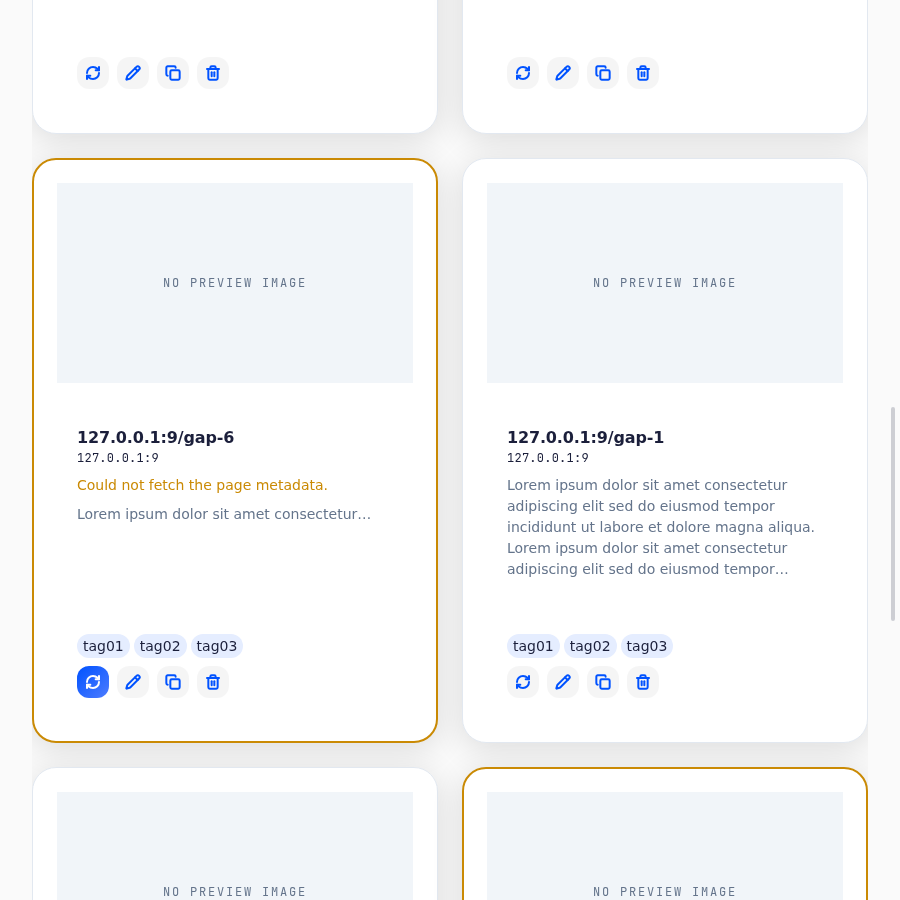 NO PREVIEW IMAGE
127.0.0.1:9/gap-6
127.0.0.1:9
Could not fetch the page metadata.
Lorem ipsum dolor sit amet consectetur…
tag01 tag02 tag03
NO PREVIEW IMAGE
127.0.0.1:9/gap-1
127.0.0.1:9
Lorem ipsum dolor sit amet consectetur
adipiscing elit sed do eiusmod tempor
incididunt ut labore et dolore magna aliqua.
Lorem ipsum dolor sit amet consectetur
adipiscing elit sed do eiusmod tempor…
tag01 tag02 tag03
NO PREVIEW IMAGE
NO PREVIEW IMAGE